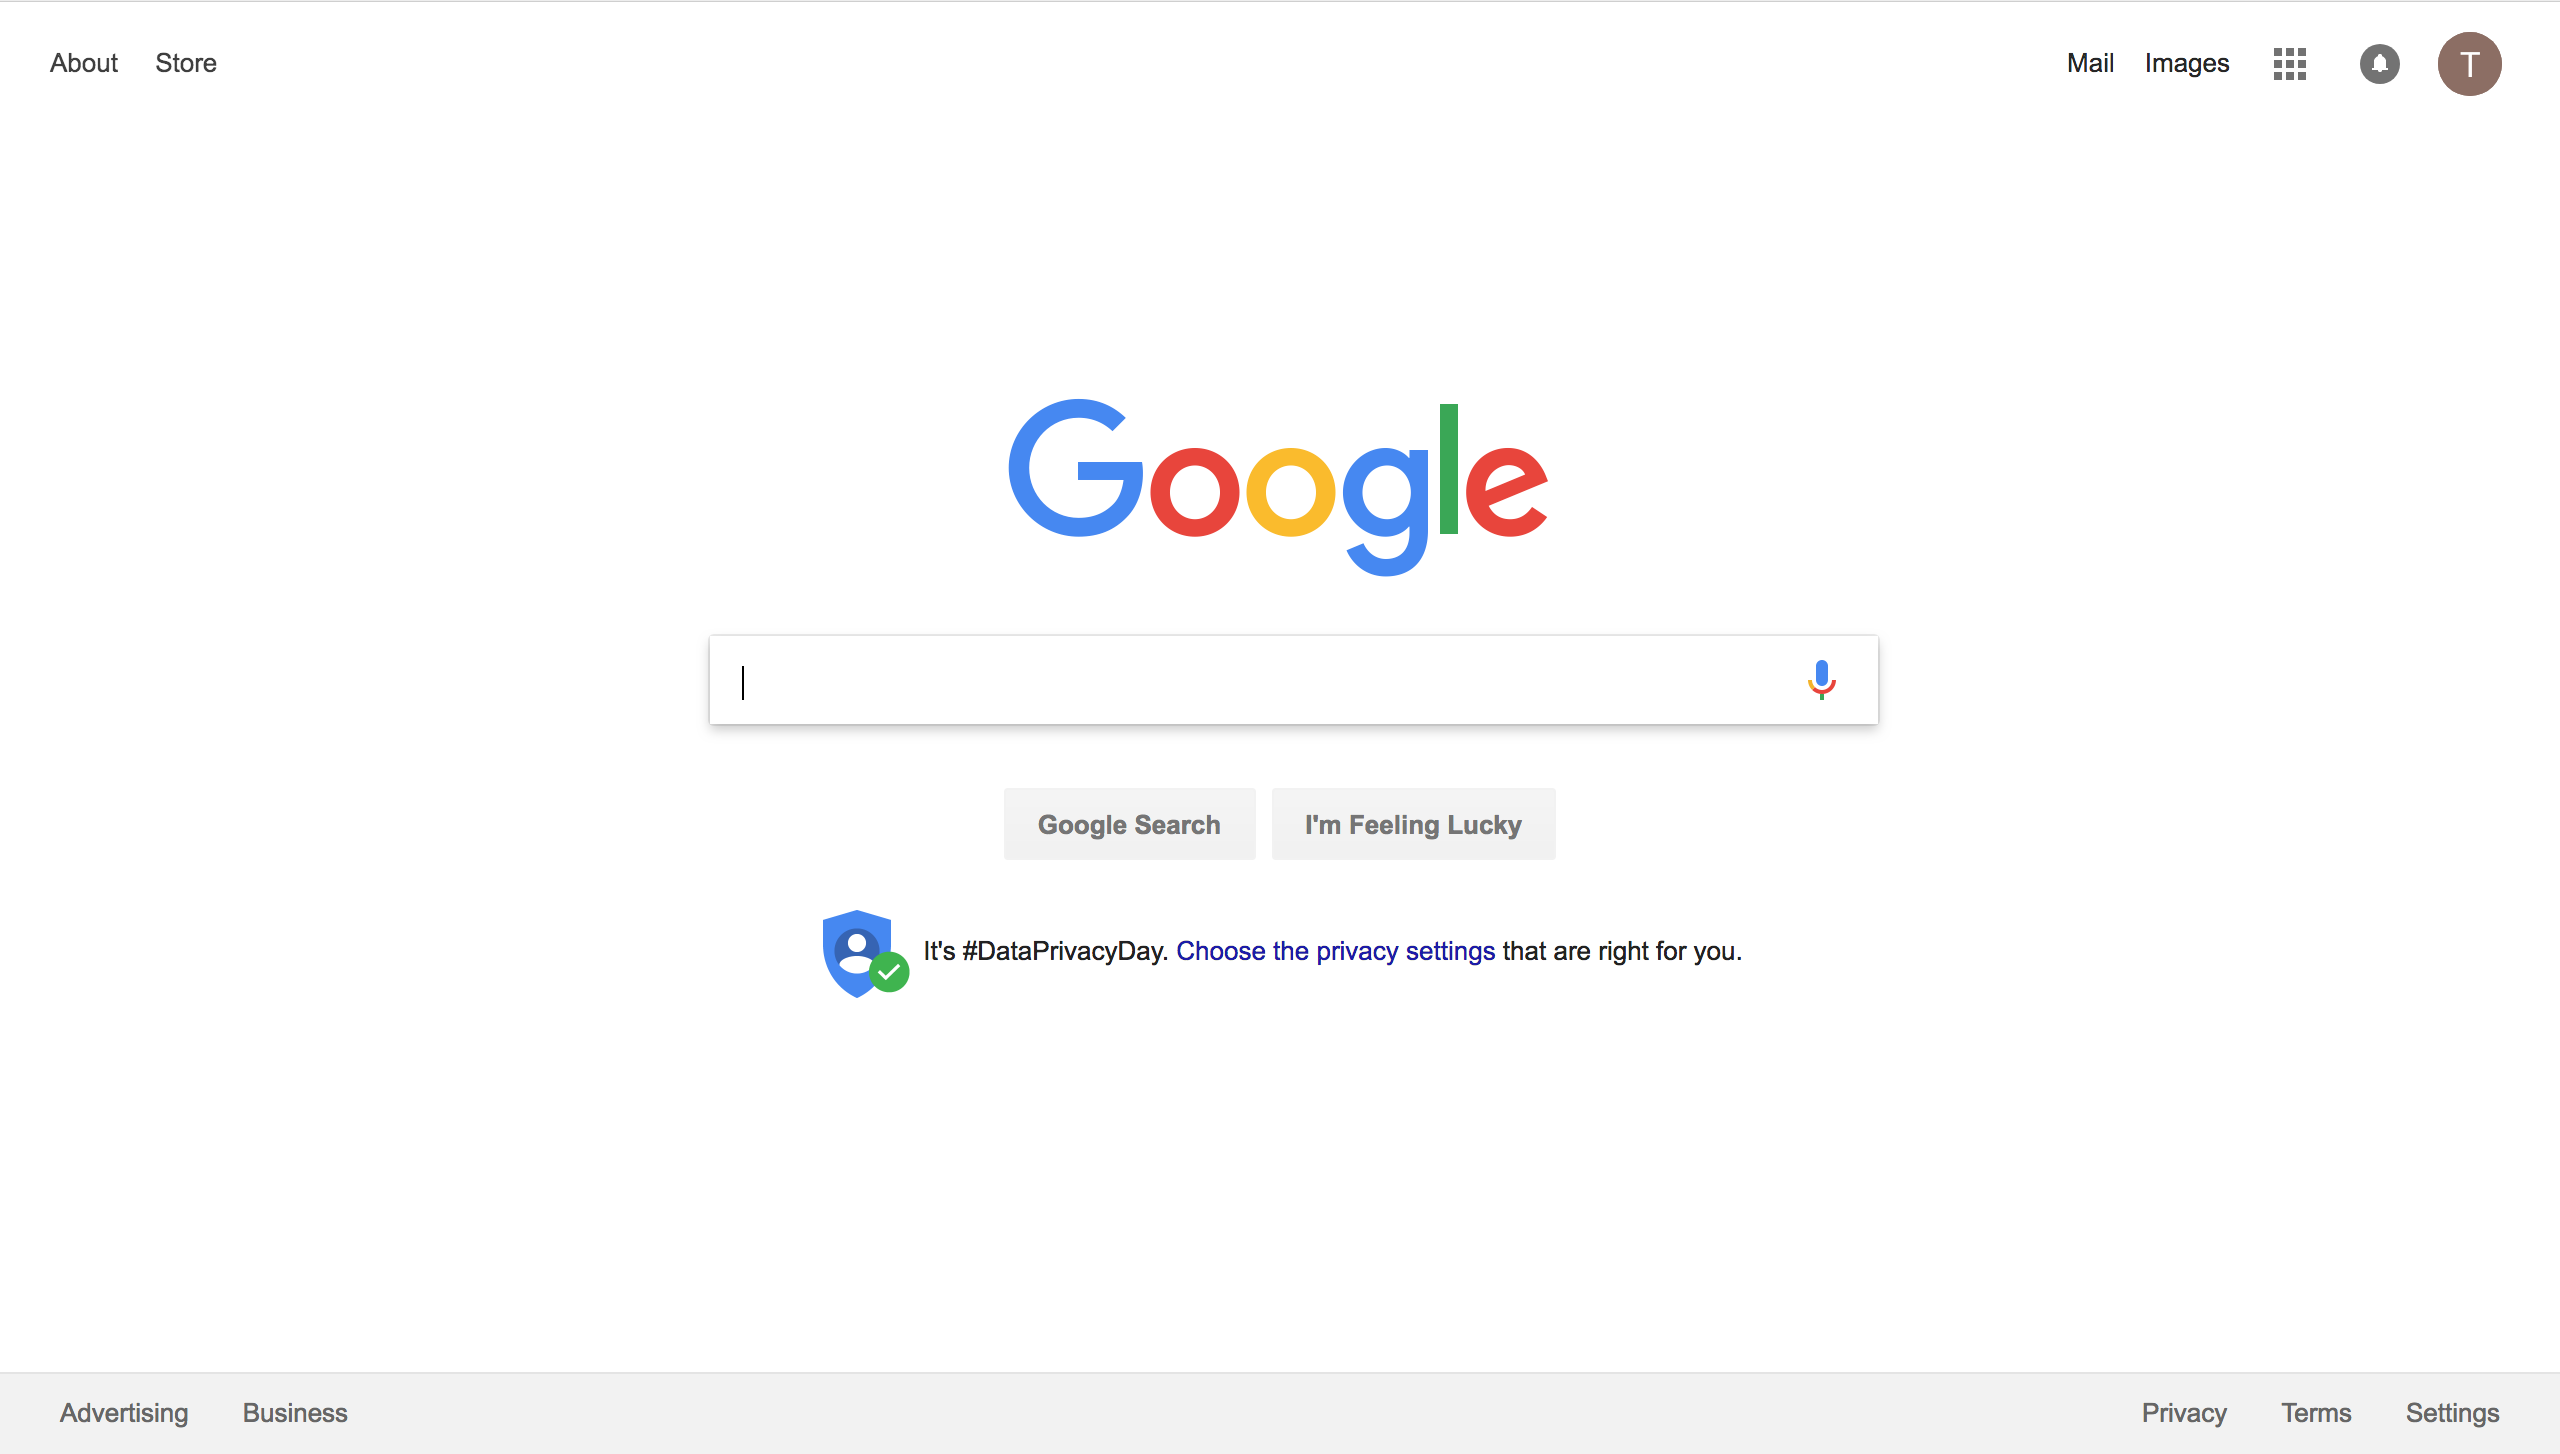 About Store Mail Images T
Google
Google Search I'm Feeling Lucky
It's #DataPrivacyDay. Choose the privacy settings that are right for you.
Advertising Business Privacy Terms Settings